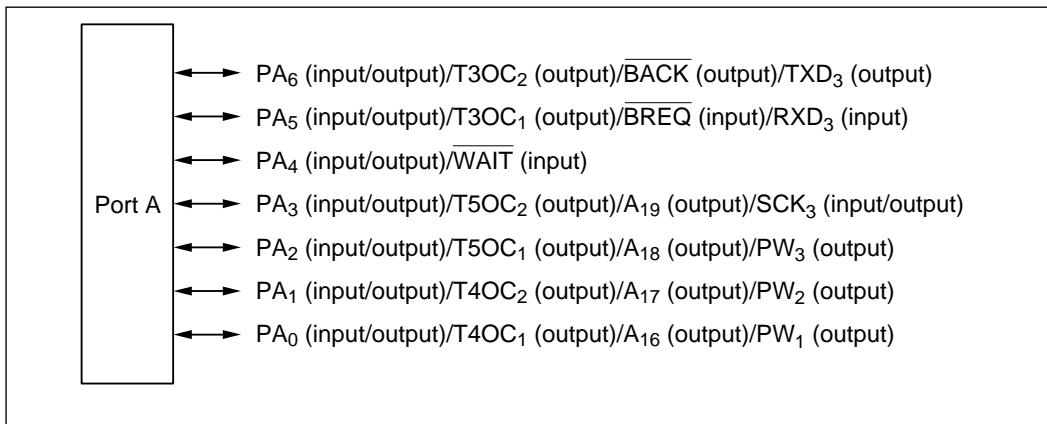 PA₆ (input/output)/T3OC₂ (output)/B̅A̅C̅K̅ (output)/TXD₃ (output)
PA₅ (input/output)/T3OC₁ (output)/B̅R̅E̅Q̅ (input)/RXD₃ (input)
PA₄ (input/output)/W̅A̅I̅T̅ (input)
Port A
PA₃ (input/output)/T5OC₂ (output)/A₁₉ (output)/SCK₃ (input/output)
PA₂ (input/output)/T5OC₁ (output)/A₁₈ (output)/PW₃ (output)
PA₁ (input/output)/T4OC₂ (output)/A₁₇ (output)/PW₂ (output)
PA₀ (input/output)/T4OC₁ (output)/A₁₆ (output)/PW₁ (output)